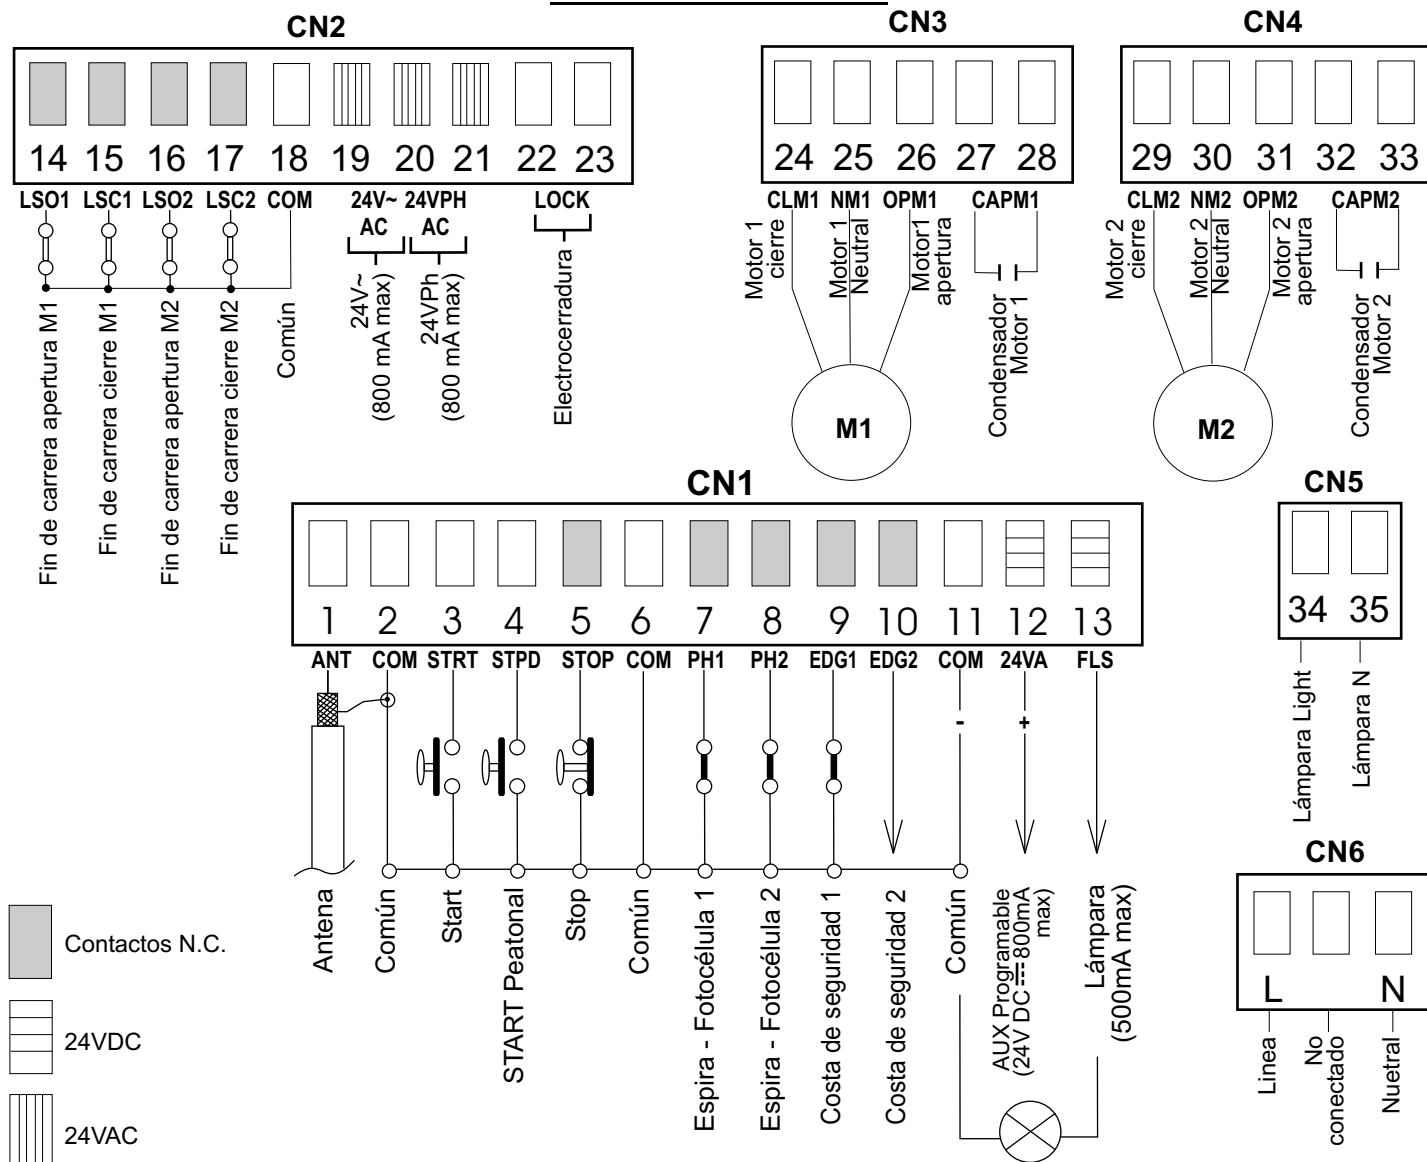 CN2
14 15 16 17 18 19 20 21 22 23
LSO1 LSC1 LSO2 LSC2 COM 24V~ 24VPH LOCK
AC AC
Fin de carrera apertura M1
Fin de carrera cierre M1
Fin de carrera apertura M2
Fin de carrera cierre M2
Común
24V~
(800 mA max)
24VPh
(800 mA max)
Electrocerradura
CN3
24 25 26 27 28
CLM1 NM1 OPM1 CAPM1
Motor 1
cierre
Motor 1
Neutral
Motor1
apertura
Condensador
Motor 1
M1
CN4
29 30 31 32 33
CLM2 NM2 OPM2 CAPM2
Motor 2
cierre
Motor 2
Neutral
Motor 2
apertura
Condensador
Motor 2
M2
CN1
1 2 3 4 5 6 7 8 9 10 11 12 13
ANT COM STRT STPD STOP COM PH1 PH2 EDG1 EDG2 COM 24VA FLS
- +
Antena
Común
Start
START Peatonal
Stop
Común
Espira - Fotocélula 1
Espira - Fotocélula 2
Costa de seguridad 1
Costa de seguridad 2
Común
AUX Programable
(24V DC⎓800mA
max)
Lámpara
(500mA max)
CN5
34 35
Lámpara Light
Lámpara N
CN6
L N
Linea
No
conectado
Nuetral
Contactos N.C.
24VDC
24VAC